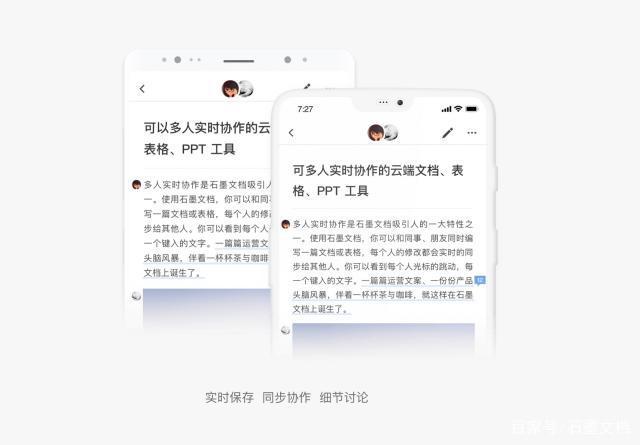 可以多人实时协作的云
表格、PPT 工具
多人实时协作是石墨文档吸引人
一。使用石墨文档，你可以和同事
写一篇文档或表格，每个人的修改
步给其他人。你可以看到每个人
一个键入的文字。一篇篇运营文
头脑风暴，伴着一杯杯茶与咖啡
文档上诞生了。
7:27
可多人实时协作的云端文档、表
格、PPT 工具
多人实时协作是石墨文档吸引人的一大特性之
一。使用石墨文档，你可以和同事、朋友同时编
写一篇文档或表格，每个人的修改都会实时的同
步给其他人。你可以看到每个人光标的跳动，每
一个键入的文字。一篇篇运营文案、一份份产品
头脑风暴，伴着一杯杯茶与咖啡，就这样在石墨
文档上诞生了。
实时保存 同步协作 细节讨论
百家号/石墨文档